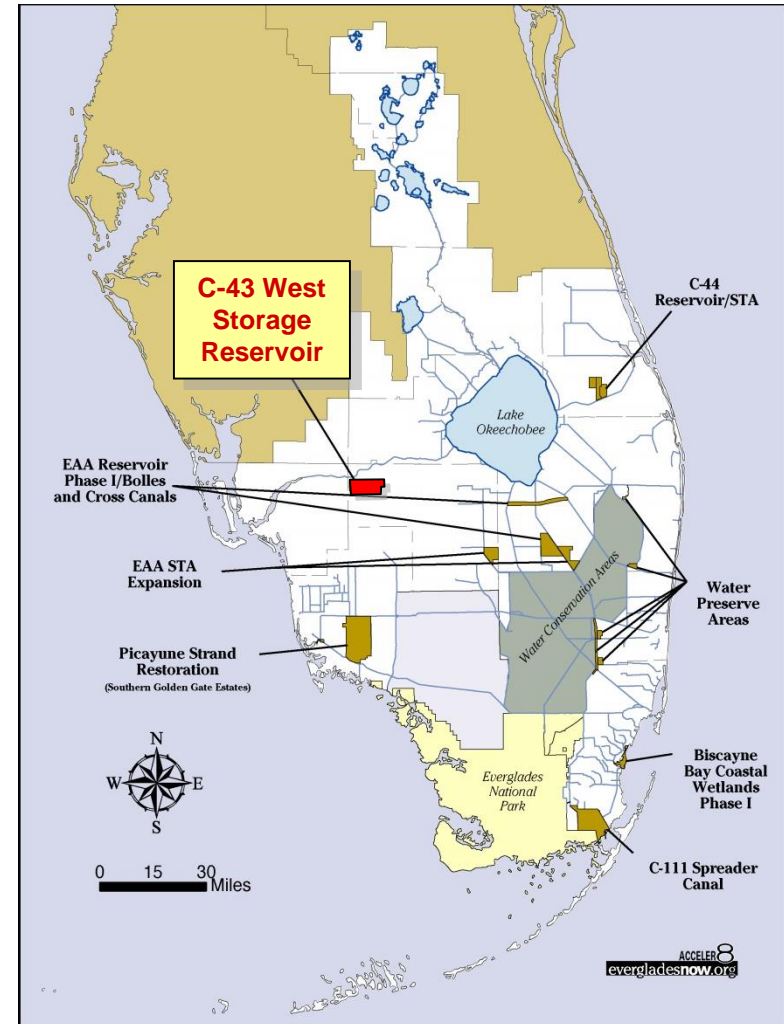 C-43 West
Storage
Reservoir
C-44
Reservoir/STA
Lake
Okeechobee
EAA Reservoir
Phase I/Bolles
and Cross Canals
EAA STA
Expansion
Water Conservation Areas
Water
Preserve
Areas
Picayune Strand
Restoration
(Southern Golden Gate Estates)
N
W
E
S
Everglades
National
Park
Biscayne
Bay Coastal
Wetlands
Phase I
C-111 Spreader
Canal
0 15 30
Miles
ACCELER8
evergladesnow.org